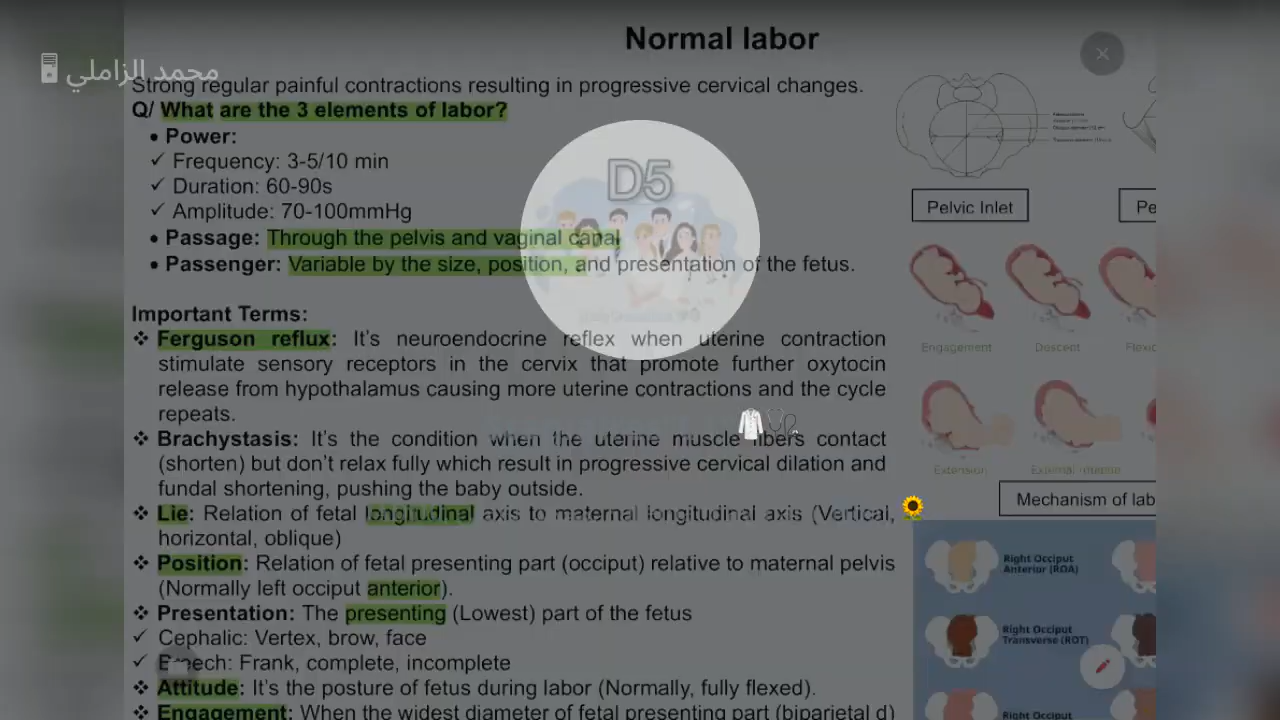 Normal labor
محمد الزاملي
Strong regular painful contractions resulting in progressive cervical changes.
Q/ What are the 3 elements of labor?
• Power:
✓ Frequency: 3-5/10 min
✓ Duration: 60-90s
✓ Amplitude: 70-100mmHg
• Passage: Through the pelvis and vaginal canal
• Passenger: Variable by the size, position, and presentation of the fetus.
D5
Important Terms:
❖ Ferguson reflux: It's neuroendocrine reflex when uterine contraction
stimulate sensory receptors in the cervix that promote further oxytocin
release from hypothalamus causing more uterine contractions and the cycle
repeats.
❖ Brachystasis: It's the condition when the uterine muscle fibers contact
(shorten) but don't relax fully which result in progressive cervical dilation and
fundal shortening, pushing the baby outside.
❖ Lie: Relation of fetal longitudinal axis to maternal longitudinal axis (Vertical,
horizontal, oblique)
❖ Position: Relation of fetal presenting part (occiput) relative to maternal pelvis
(Normally left occiput anterior).
❖ Presentation: The presenting (Lowest) part of the fetus
✓ Cephalic: Vertex, brow, face
✓ Breech: Frank, complete, incomplete
❖ Attitude: It's the posture of fetus during labor (Normally, fully flexed).
❖ Engagement: When the widest diameter of fetal presenting part (biparietal d)
Pelvic Inlet
Pe
Engagement
Descent
Flexic
Extension
External rotation
Mechanism of lab
Right Occiput
Anterior (ROA)
Right Occiput
Transverse (ROT)
Right Occiput